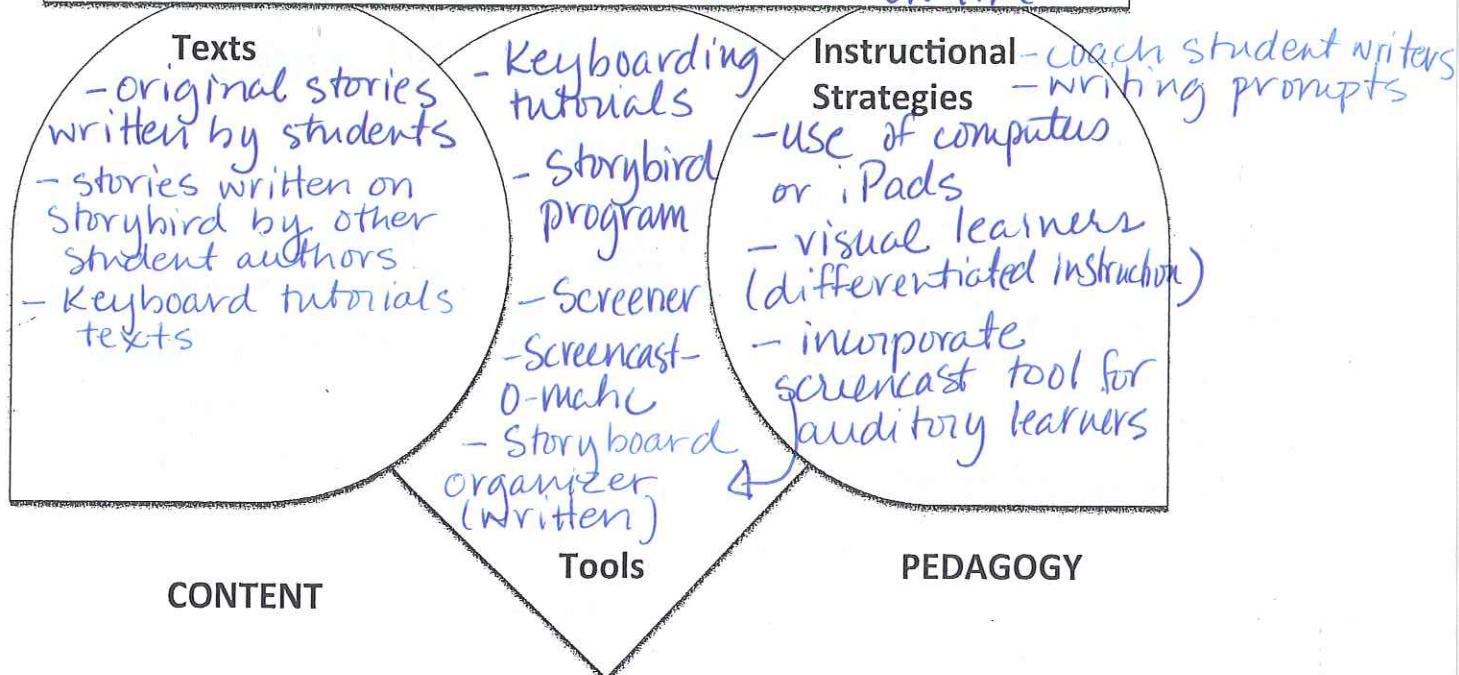 Texts
-original stories
written by students
- stories written on
Storybird by other
student authors
- Keyboard tutorials
texts
CONTENT
- Keyboarding
tutorials
- Storybird
program
- Screener
-Screencast-
O-matic
- Storyboard
organizer
(written)
Tools
Instructional
Strategies
- coach student writers
- writing prompts
-use of computers
or iPads
- visual learners
(differentiated instruction)
- incorporate
screencast tool for
auditory learners
PEDAGOGY